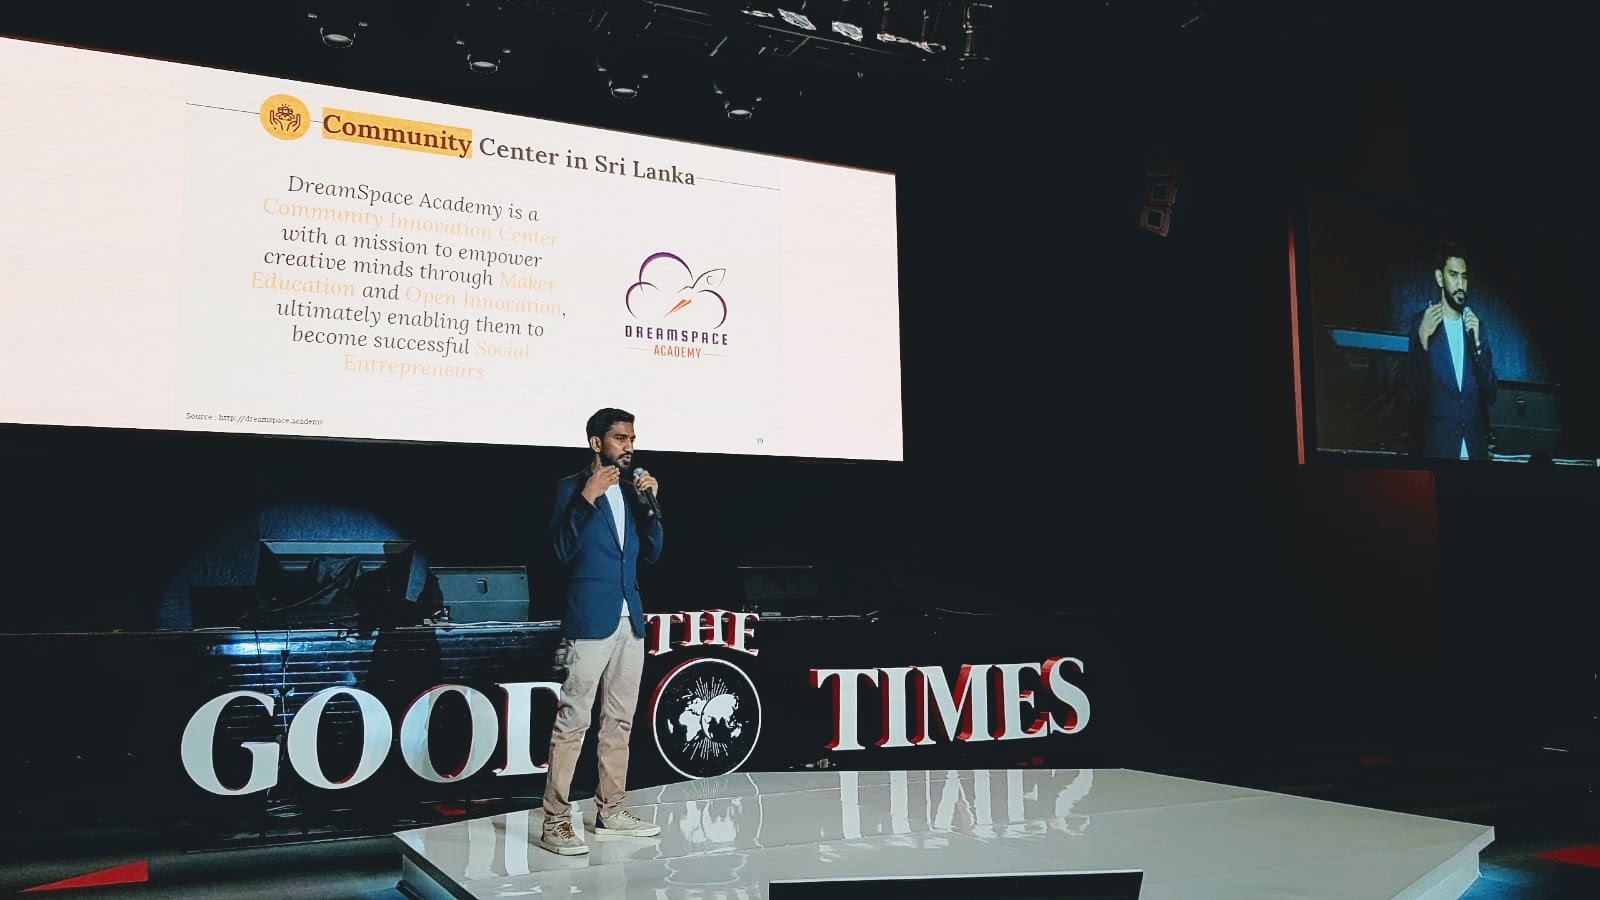 Community Center in Sri Lanka
DreamSpace Academy is a
Community Innovation Center
with a mission to empower
creative minds through Maker
Education and Open Innovation,
ultimately enabling them to
become successful Social
Entrepreneurs
DREAMSPACE
ACADEMY
Source : http://dreamspace.academy
19
THE
GOOD TIMES